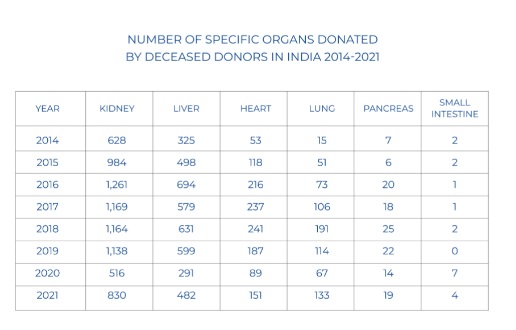 NUMBER OF SPECIFIC ORGANS DONATED
BY DECEASED DONORS IN INDIA 2014-2021
YEAR KIDNEY LIVER HEART LUNG PANCREAS SMALL INTESTINE
2014 628 325 53 15 7 2
2015 984 498 118 51 6 2
2016 1,261 694 216 73 20 1
2017 1,169 579 237 106 18 1
2018 1,164 631 241 191 25 2
2019 1,138 599 187 114 22 0
2020 516 291 89 67 14 7
2021 830 482 151 133 19 4